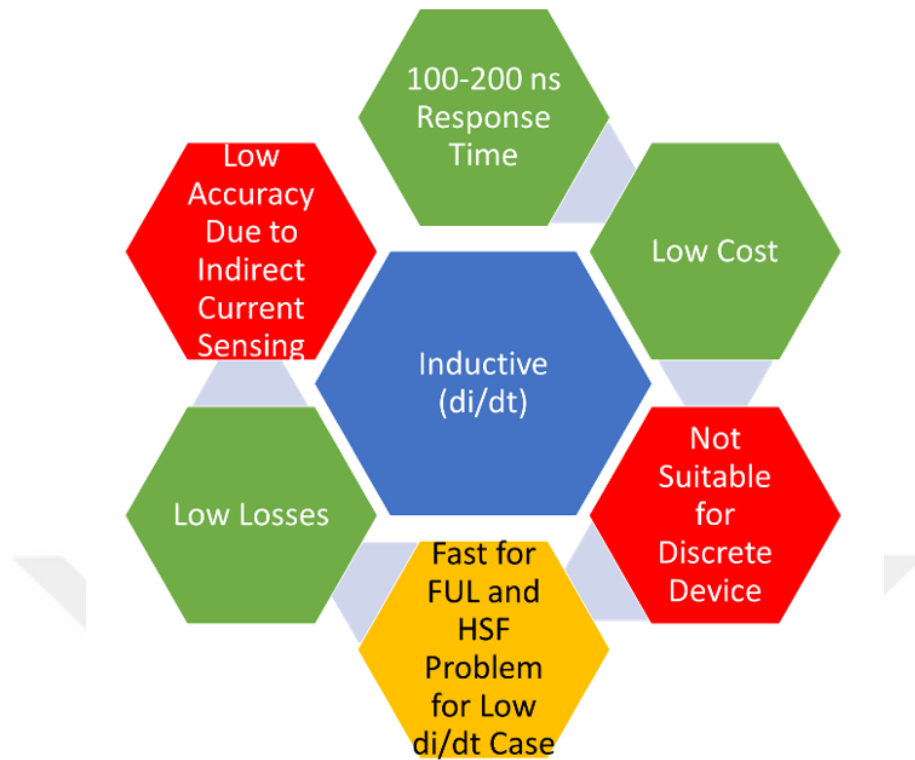 100-200 ns
Response
Time
Low Cost
Not
Suitable
for
Discrete
Device
Fast for
FUL and
HSF
Problem
for Low
di/dt Case
Low Losses
Low
Accuracy
Due to
Indirect
Current
Sensing
Inductive
(di/dt)